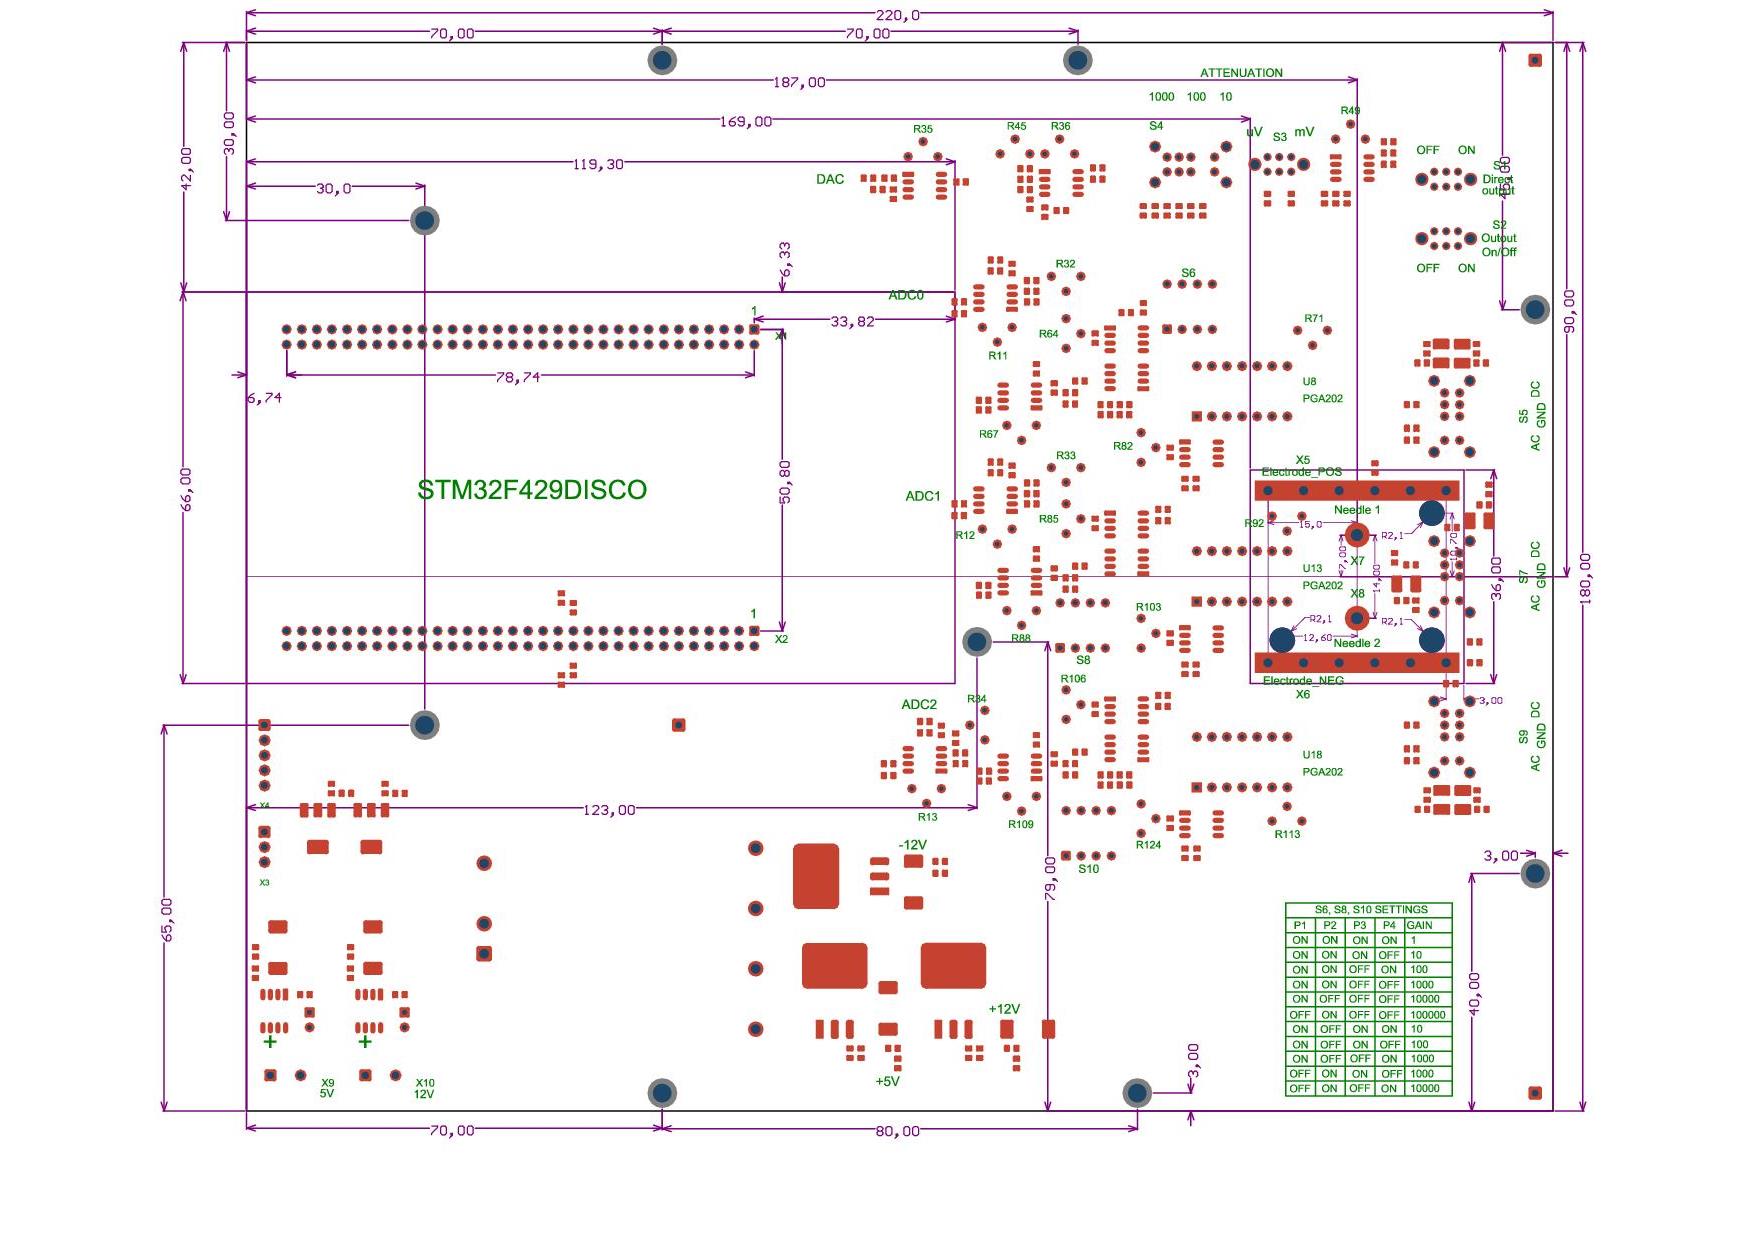 220,0
70,00
70,00
187,00
ATTENUATION
1000 100 10
169,00
R49
R35
R45
R36
S4
uV
S3
mV
30,00
42,00
119,30
OFF ON
30,0
DAC
Direct
output
S2
Output
On/Off
OFF ON
6,33
R32
S6
ADC0
90,00
1
33,82
R71
R64
R11
78,74
6,74
U8
PGA202
S5
AC GND DC
R67
R82
R33
X5
Electrode_POS
66,00
50,80
STM32F429DISCO
ADC1
R85
R12
Needle 1
R92
15,0
R2,1
10,70
7,00
X7
14,00
U13
PGA202
X8
36,00
180,00
S7
AC GND DC
R103
R2,1
R2,1
12,60
1
X2
R88
S8
Needle 2
Electrode_NEG
X6
R106
3,00
ADC2
R34
S9
AC GND DC
U18
PGA202
X4
123,00
R13
R109
R124
R113
-12V
3,00
S10
X3
79,00
65,00
40,00
S6, S8, S10 SETTINGS
P1 P2 P3 P4 GAIN
ON ON ON ON 1
ON ON ON OFF 10
ON ON OFF ON 100
ON ON OFF OFF 1000
ON OFF OFF OFF 10000
OFF ON OFF OFF 100000
ON OFF ON ON 10
ON OFF ON OFF 100
ON OFF OFF ON 1000
OFF ON ON OFF 1000
OFF ON OFF ON 10000
+12V
+ +
3,00
+5V
X9
5V
X10
12V
70,00
80,00